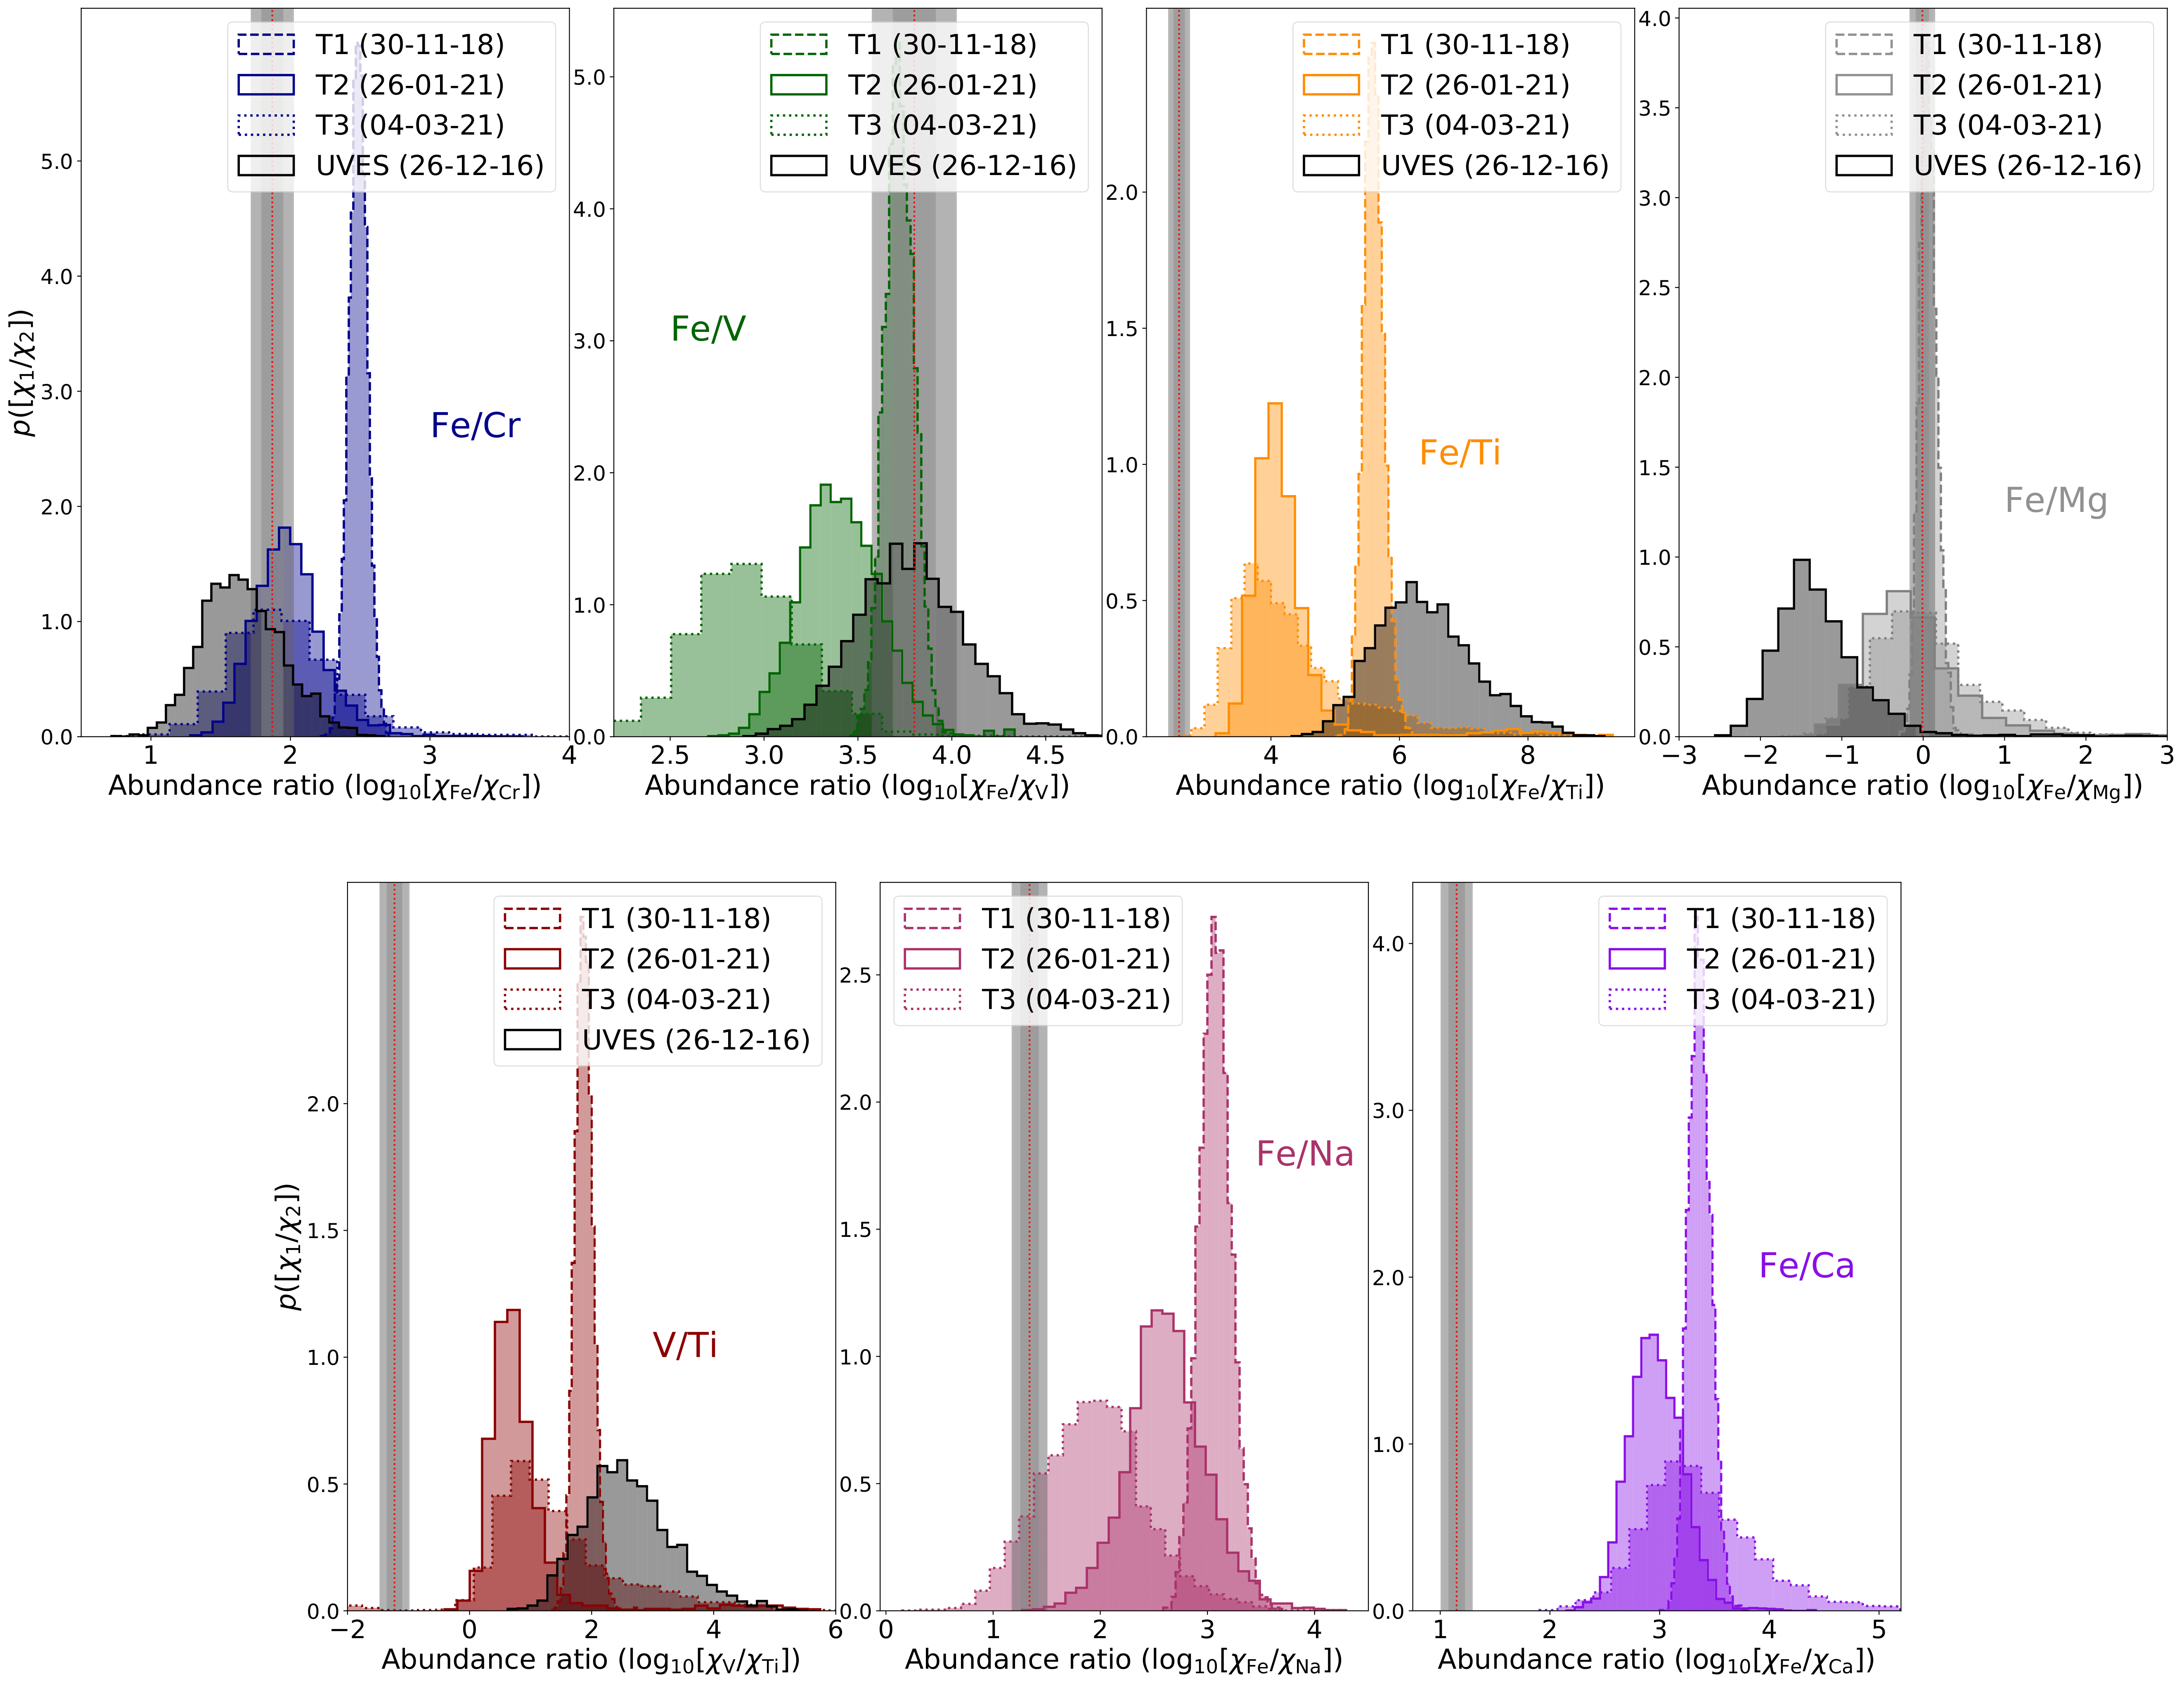 T1 (30-11-18)
T2 (26-01-21)
T3 (04-03-21)
UVES (26-12-16)
Fe/Cr
p([χ₁/χ₂])
5.0
4.0
3.0
2.0
1.0
0.0
1 2 3 4
Abundance ratio (log₁₀[χFe/χCr])
T1 (30-11-18)
T2 (26-01-21)
T3 (04-03-21)
UVES (26-12-16)
Fe/V
5.0
4.0
3.0
2.0
1.0
0.0
2.5 3.0 3.5 4.0 4.5
Abundance ratio (log₁₀[χFe/χV])
T1 (30-11-18)
T2 (26-01-21)
T3 (04-03-21)
UVES (26-12-16)
Fe/Ti
2.0
1.5
1.0
0.5
0.0
4 6 8
Abundance ratio (log₁₀[χFe/χTi])
T1 (30-11-18)
T2 (26-01-21)
T3 (04-03-21)
UVES (26-12-16)
Fe/Mg
4.0
3.5
3.0
2.5
2.0
1.5
1.0
0.5
0.0
−3 −2 −1 0 1 2 3
Abundance ratio (log₁₀[χFe/χMg])
T1 (30-11-18)
T2 (26-01-21)
T3 (04-03-21)
UVES (26-12-16)
V/Ti
p([χ₁/χ₂])
2.0
1.5
1.0
0.5
0.0
−2 0 2 4 6
Abundance ratio (log₁₀[χV/χTi])
T1 (30-11-18)
T2 (26-01-21)
T3 (04-03-21)
Fe/Na
2.5
2.0
1.5
1.0
0.5
0.0
0 1 2 3 4
Abundance ratio (log₁₀[χFe/χNa])
T1 (30-11-18)
T2 (26-01-21)
T3 (04-03-21)
Fe/Ca
4.0
3.0
2.0
1.0
0.0
1 2 3 4 5
Abundance ratio (log₁₀[χFe/χCa])